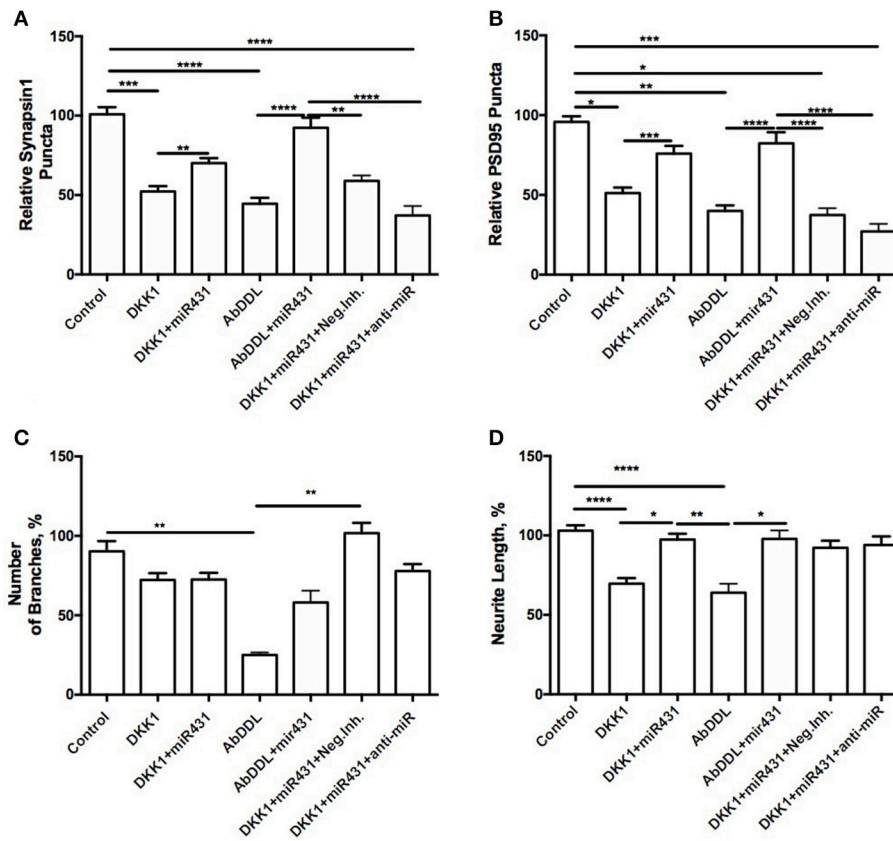 A
Relative Synapsin1
Puncta
150
100
50
0
****
****
***
****
****
**
**
Control
DKK1
DKK1+miR431
AbDDL
AbDDL+miR431
DKK1+miR431+Neg.Inh.
DKK1+miR431+anti-miR
B
Relative PSD95 Puncta
150
100
50
0
***
*
**
*
****
****
****
***
Control
DKK1
DKK1+mir431
AbDDL
AbDDL+mir431
DKK1+miR431+Neg.Inh.
DKK1+miR431+anti-miR
C
Number
of Branches, %
150
100
50
0
**
**
Control
DKK1
DKK1+miR431
AbDDL
AbDDL+mir431
DKK1+miR431+Neg.Inh.
DKK1+miR431+anti-miR
D
Neurite Length, %
150
100
50
0
****
****
*
**
*
Control
DKK1
DKK1+miR431
AbDDL
AbDDL+mir431
DKK1+miR431+Neg.Inh.
DKK1+miR431+anti-miR